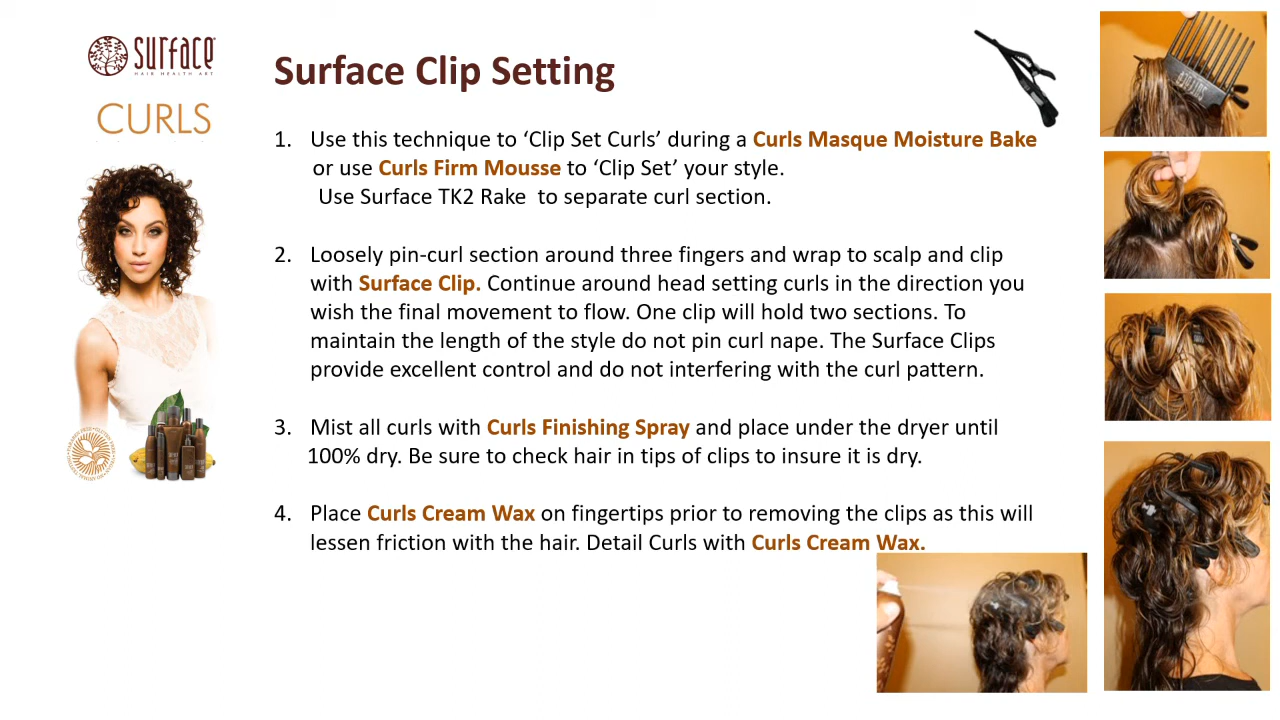 surface
HAIR HEALTH ART
CURLS
Surface Clip Setting
1. Use this technique to ‘Clip Set Curls’ during a Curls Masque Moisture Bake
or use Curls Firm Mousse to ‘Clip Set’ your style.
Use Surface TK2 Rake to separate curl section.
2. Loosely pin-curl section around three fingers and wrap to scalp and clip
with Surface Clip. Continue around head setting curls in the direction you
wish the final movement to flow. One clip will hold two sections. To
maintain the length of the style do not pin curl nape. The Surface Clips
provide excellent control and do not interfering with the curl pattern.
3. Mist all curls with Curls Finishing Spray and place under the dryer until
100% dry. Be sure to check hair in tips of clips to insure it is dry.
4. Place Curls Cream Wax on fingertips prior to removing the clips as this will
lessen friction with the hair. Detail Curls with Curls Cream Wax.